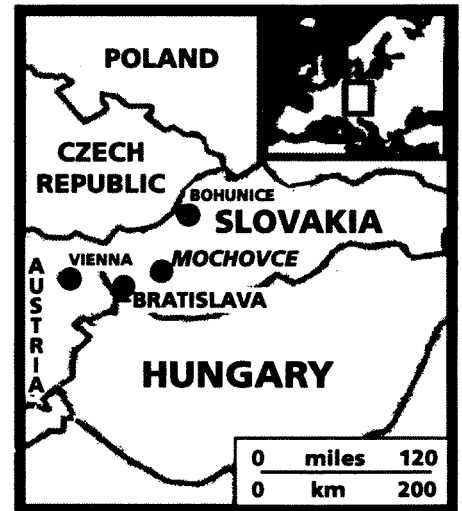 POLAND
CZECH
REPUBLIC
BOHUNICE
SLOVAKIA
VIENNA
MOCHOVCE
AUSTRIA
BRATISLAVA
HUNGARY
0 miles 120
0 km 200